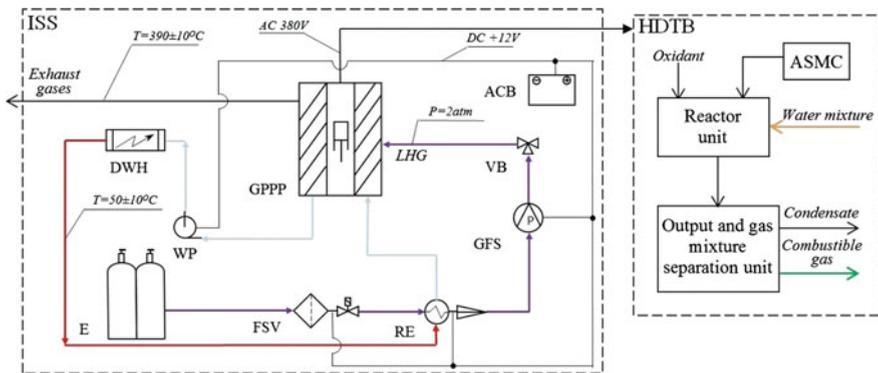 ISS
T=390±10⁰C
AC 380V
DC +12V
HDTB
Exhaust
gases
ACB
Oxidant
ASMC
P=2atm
Reactor
unit
Water mixture
LHG
VB
DWH
GPPP
T=50±10⁰C
WP
P
GFS
Output and gas
mixture
separation unit
Condensate
Combustible
gas
E
FSV
RE